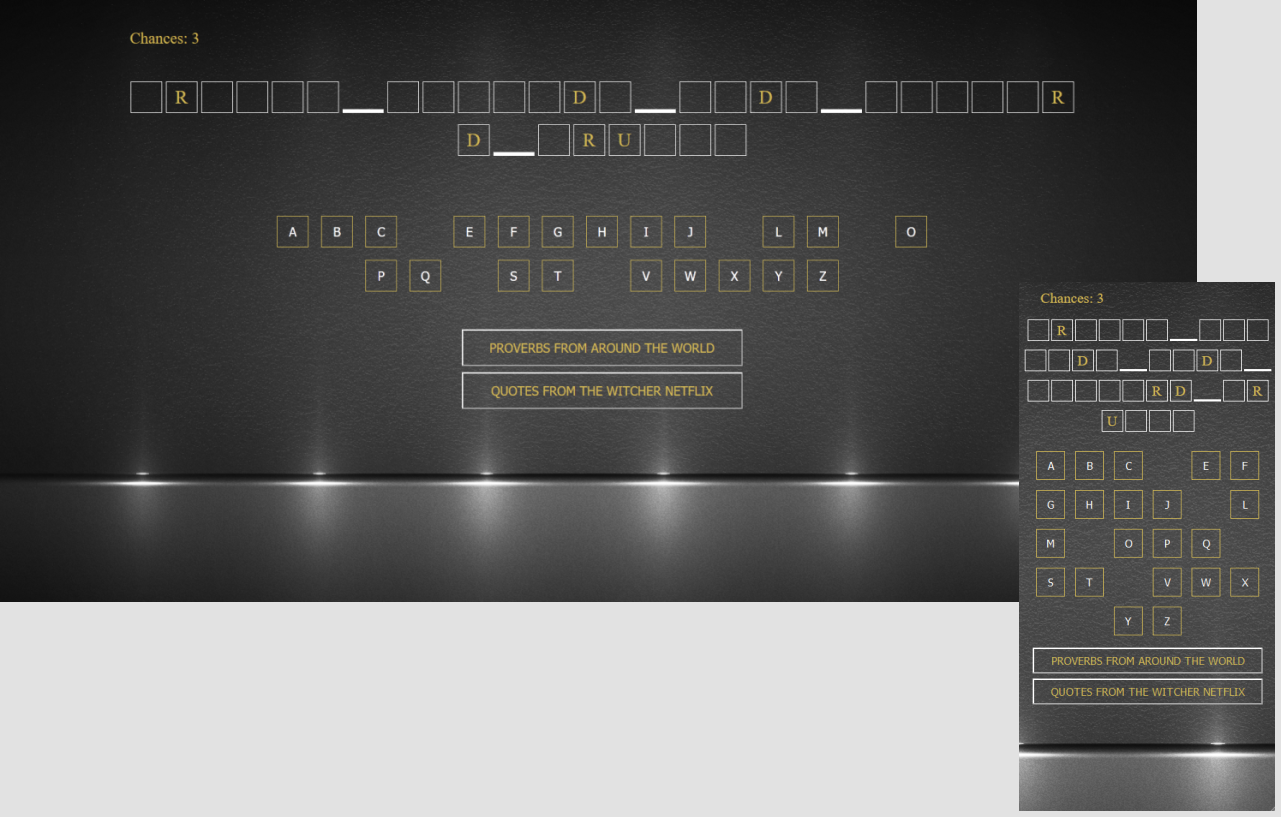 Chances: 3
R D D R
D R U
A B C E F G H I J L M O
P Q S T V W X Y Z
PROVERBS FROM AROUND THE WORLD
QUOTES FROM THE WITCHER NETFLIX
Chances: 3
R
D D
R D R
U
A B C E F
G H I J L
M O P Q
S T V W X
Y Z
PROVERBS FROM AROUND THE WORLD
QUOTES FROM THE WITCHER NETFLIX